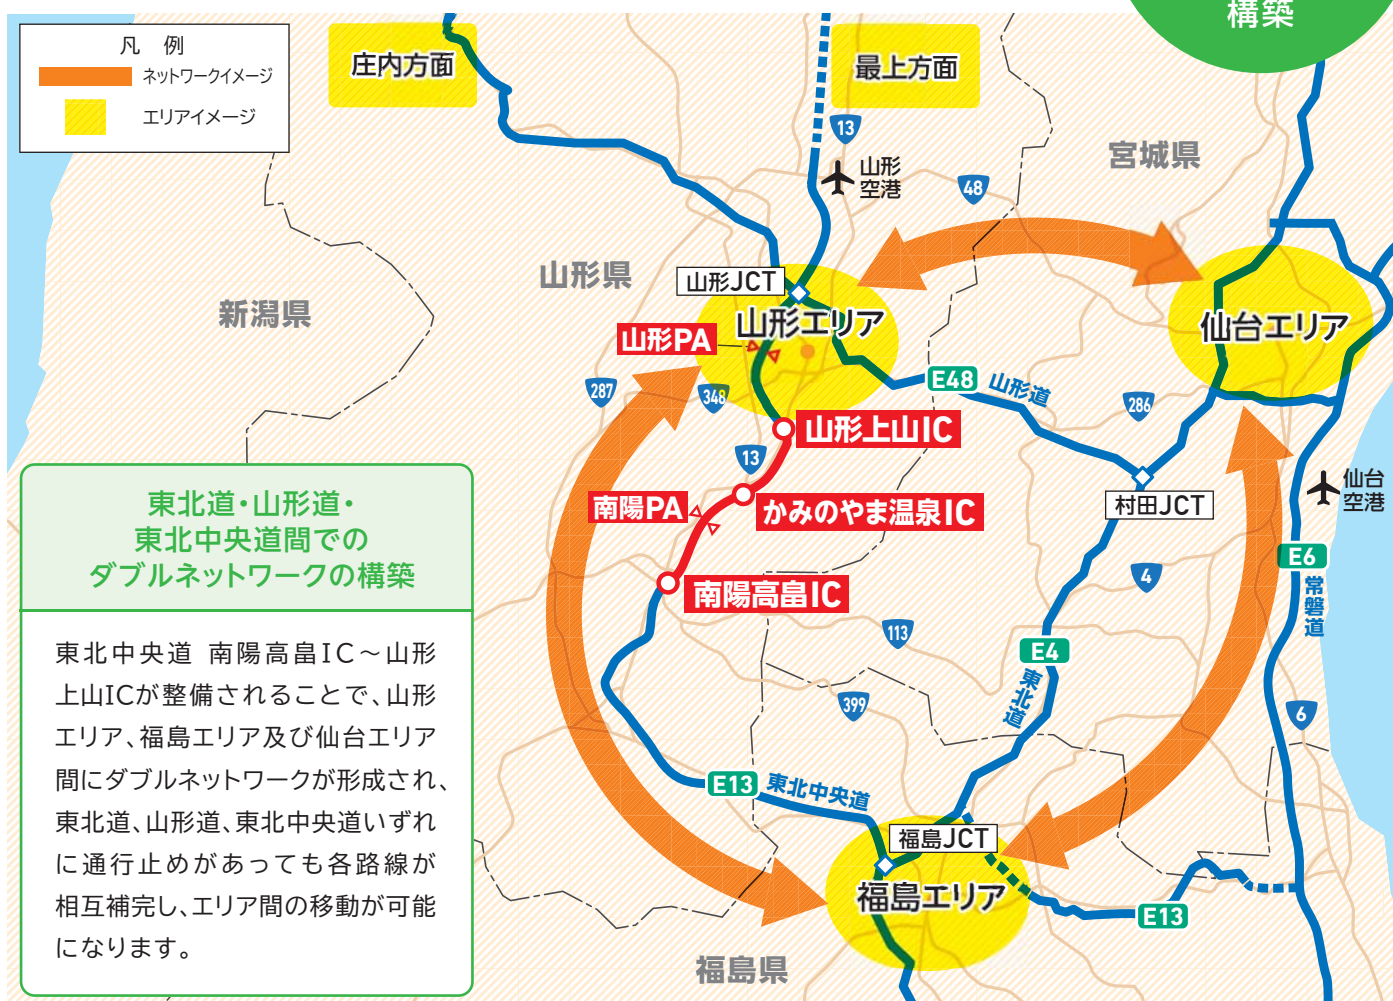 構築
凡 例
ネットワークイメージ
エリアイメージ
庄内方面
最上方面
13
山形
空港
48
宮城県
山形県
新潟県
山形JCT
山形エリア
仙台エリア
山形PA
287
348
E48
山形道
286
山形上山IC
13
南陽PA
かみのやま温泉IC
村田JCT
仙台
空港
E6
常磐道
南陽高畠IC
4
113
E4
東北道
399
6
E13
東北中央道
福島JCT
福島エリア
E13
福島県
東北道・山形道・
東北中央道間での
ダブルネットワークの構築
東北中央道 南陽高畠IC～山形
上山ICが整備されることで、山形
エリア、福島エリア及び仙台エリア
間にダブルネットワークが形成され、
東北道、山形道、東北中央道いずれ
に通行止めがあっても各路線が
相互補完し、エリア間の移動が可能
になります。